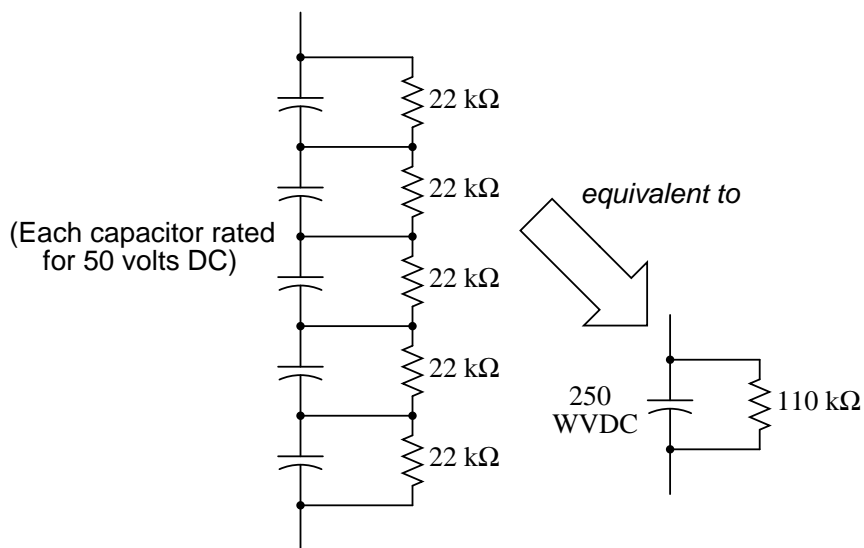 22 kΩ
22 kΩ
(Each capacitor rated
for 50 volts DC)
22 kΩ
22 kΩ
22 kΩ
equivalent to
250
WVDC
110 kΩ